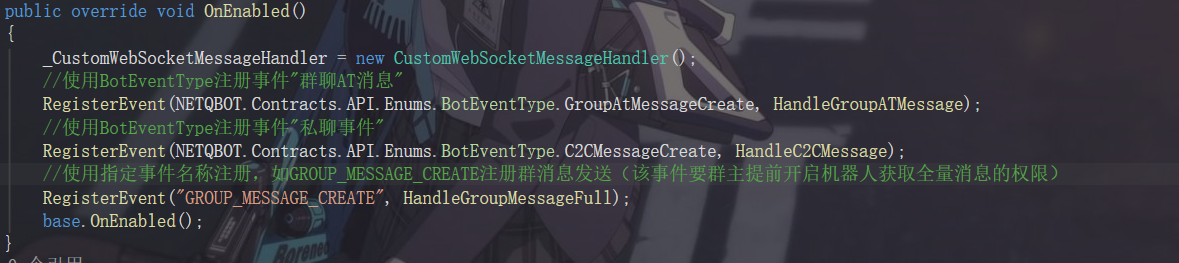 public override void OnEnabled()
{
_CustomWebSocketMessageHandler = new CustomWebSocketMessageHandler();
//使用BotEventType注册事件"群聊AT消息"
RegisterEvent(NETQBOT.Contracts.API.Enums.BotEventType.GroupAtMessageCreate, HandleGroupATMessage);
//使用BotEventType注册事件"私聊事件"
RegisterEvent(NETQBOT.Contracts.API.Enums.BotEventType.C2CMessageCreate, HandleC2CMessage);
//使用指定事件名称注册，如GROUP_MESSAGE_CREATE注册群消息发送（该事件要群主提前开启机器人获取全量消息的权限）
RegisterEvent("GROUP_MESSAGE_CREATE", HandleGroupMessageFull);
base.OnEnabled();
}